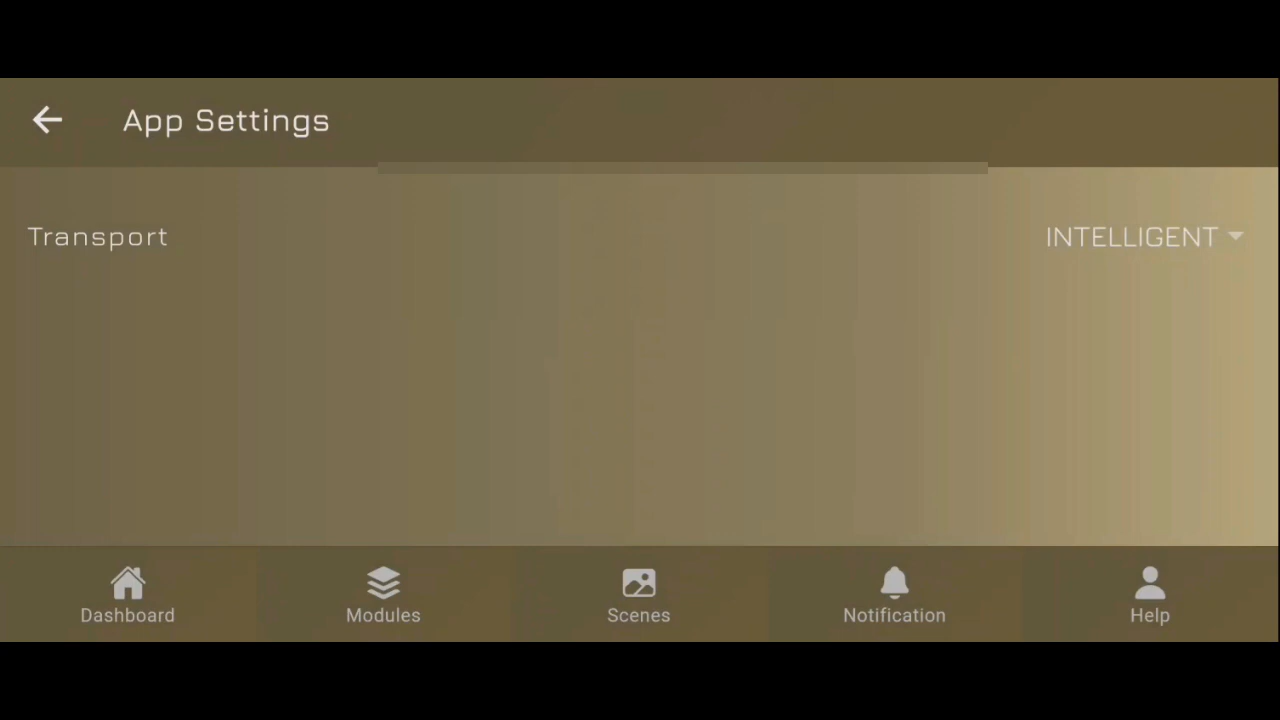 App Settings
Transport
INTELLIGENT
Dashboard
Modules
Scenes
Notification
Help